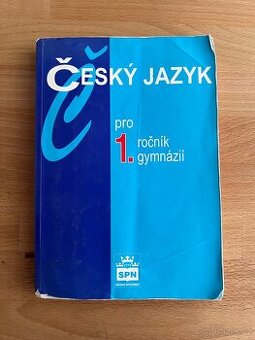 ČESKÝ JAZYK
pro
1. ročník
gymnázií
SPN